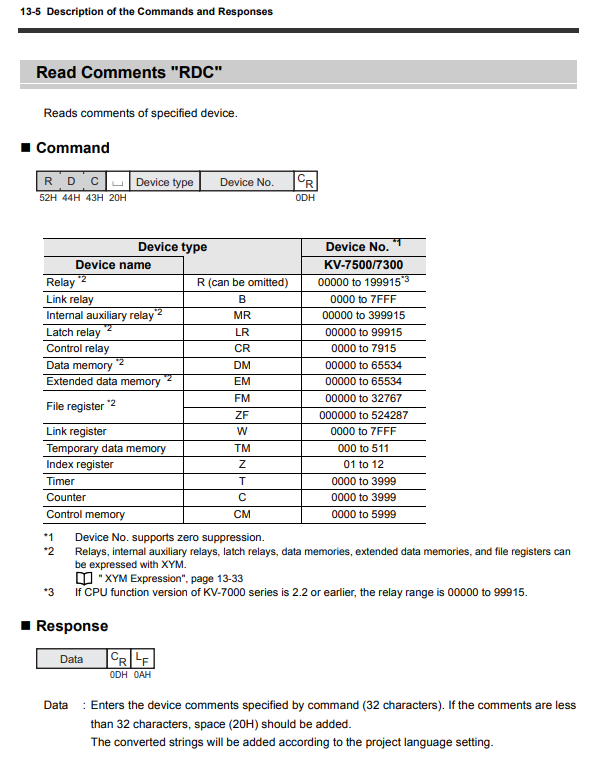 13-5 Description of the Commands and Responses
Read Comments "RDC"
Reads comments of specified device.
■ Command
R D C ⎵ Device type Device No. CR
52H 44H 43H 20H 0DH
Device type Device No. *1
Device name KV-7500/7300
Relay *2 R (can be omitted) 00000 to 199915*3
Link relay B 0000 to 7FFF
Internal auxiliary relay*2 MR 00000 to 399915
Latch relay *2 LR 00000 to 99915
Control relay CR 0000 to 7915
Data memory *2 DM 00000 to 65534
Extended data memory *2 EM 00000 to 65534
File register *2 FM 00000 to 32767
ZF 000000 to 524287
Link register W 0000 to 7FFF
Temporary data memory TM 000 to 511
Index register Z 01 to 12
Timer T 0000 to 3999
Counter C 0000 to 3999
Control memory CM 0000 to 5999
*1 Device No. supports zero suppression.
*2 Relays, internal auxiliary relays, latch relays, data memories, extended data memories, and file registers can
be expressed with XYM.
" XYM Expression", page 13-33
*3 If CPU function version of KV-7000 series is 2.2 or earlier, the relay range is 00000 to 99915.
■ Response
Data CR LF
0DH 0AH
Data : Enters the device comments specified by command (32 characters). If the comments are less
than 32 characters, space (20H) should be added.
The converted strings will be added according to the project language setting.